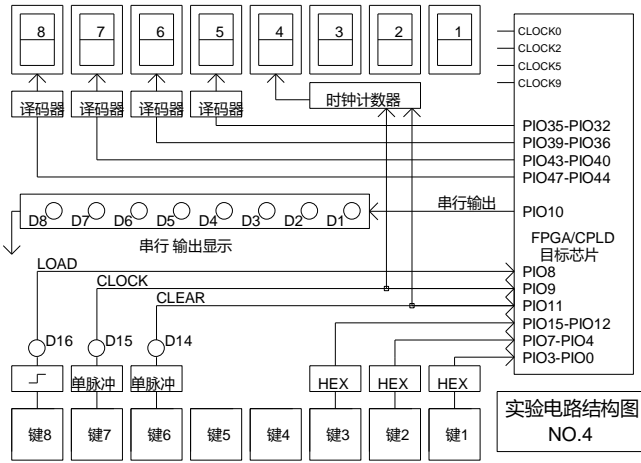 8 7 6 5 4 3 2 1
CLOCK0
CLOCK2
CLOCK5
CLOCK9
译码器 译码器 译码器 译码器
时钟计数器
PIO35-PIO32
PIO39-PIO36
PIO43-PIO40
PIO47-PIO44
D8 D7 D6 D5 D4 D3 D2 D1
串行输出
PIO10
串行 输出显示
FPGA/CPLD
目标芯片
LOAD
PIO8
CLOCK
PIO9
CLEAR
PIO11
PIO15-PIO12
PIO7-PIO4
PIO3-PIO0
D16 D15 D14
单脉冲 单脉冲 HEX HEX HEX
键8 键7 键6 键5 键4 键3 键2 键1
实验电路结构图
NO.4